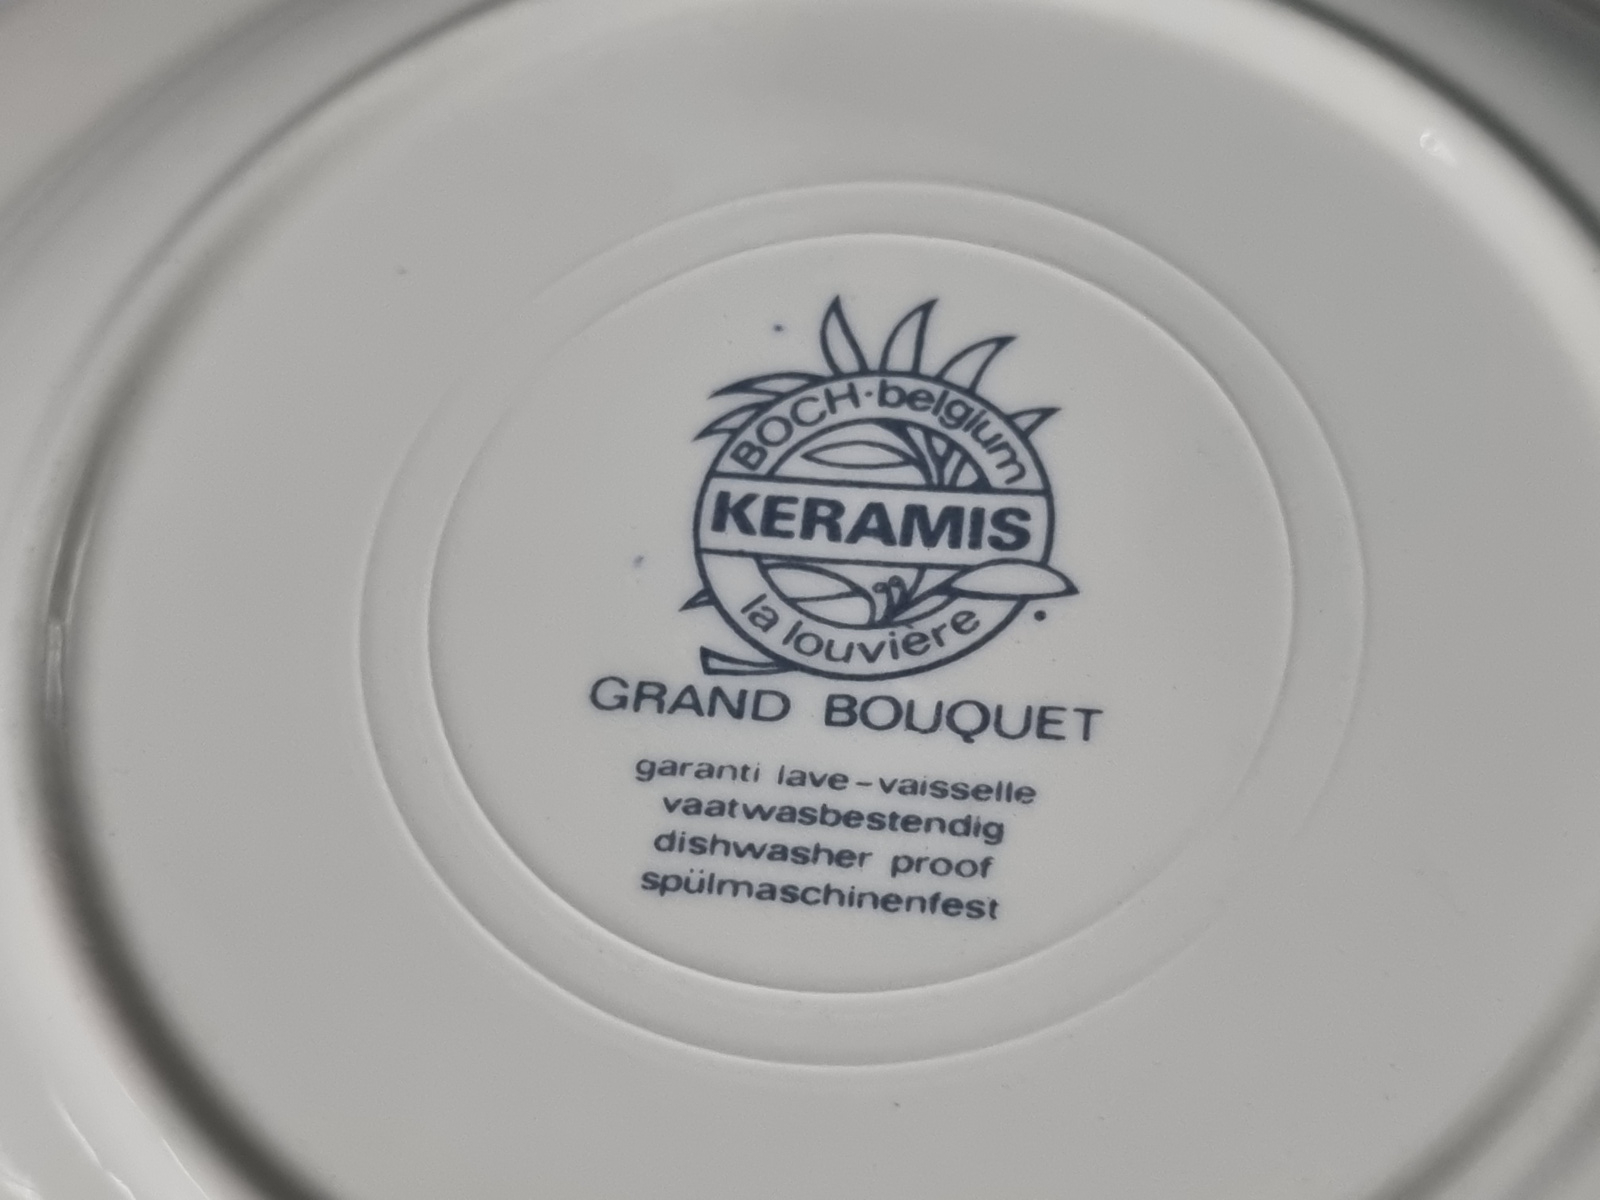 BOCH·belgium
KERAMIS
la louvière
GRAND BOUQUET
garanti lave-vaisselle
vaatwasbestendig
dishwasher proof
spülmaschinenfest